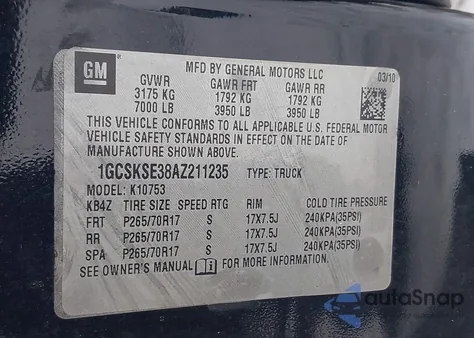 GM
MFD BY GENERAL MOTORS LLC
03/10
GVWR GAWR FRT GAWR RR
3175 KG 1792 KG 1792 KG
7000 LB 3950 LB 3950 LB
THIS VEHICLE CONFORMS TO ALL APPLICABLE U.S. FEDERAL MOTOR
VEHICLE SAFETY STANDARDS IN EFFECT ON THE DATE OF
MANUFACTURE SHOWN ABOVE.
1GCSKSE38AZ211235 TYPE: TRUCK
MODEL: K10753
KB4Z TIRE SIZE SPEED RTG RIM COLD TIRE PRESSURE
FRT P265/70R17 S 17X7.5J 240KPA(35PSI)
RR P265/70R17 S 17X7.5J 240KPA(35PSI)
SPA P265/70R17 S 17X7.5J 240KPA(35PSI)
SEE OWNER'S MANUAL FOR MORE INFORMATION.
autaSnap